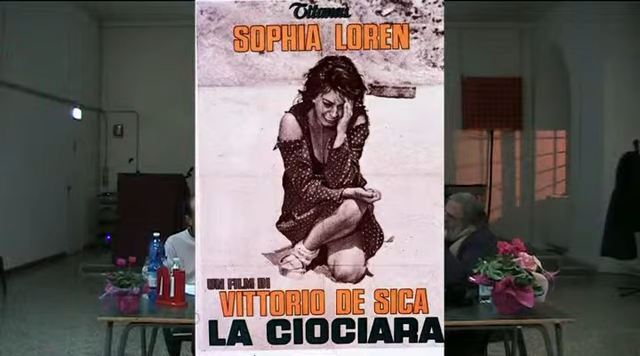 Titanus
SOPHIA LOREN
UN FILM DI
VITTORIO DE SICA
LA CIOCIARA